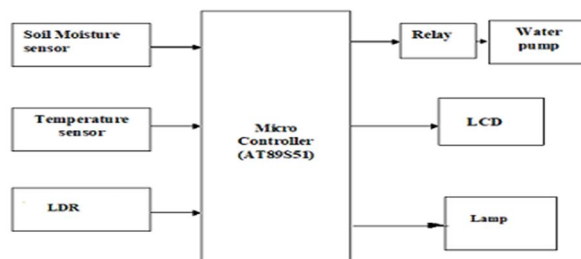 Soil Moisture
sensor
Temperature
sensor
LDR
Micro
Controller
(AT89S51)
Relay
Water
pump
LCD
Lamp